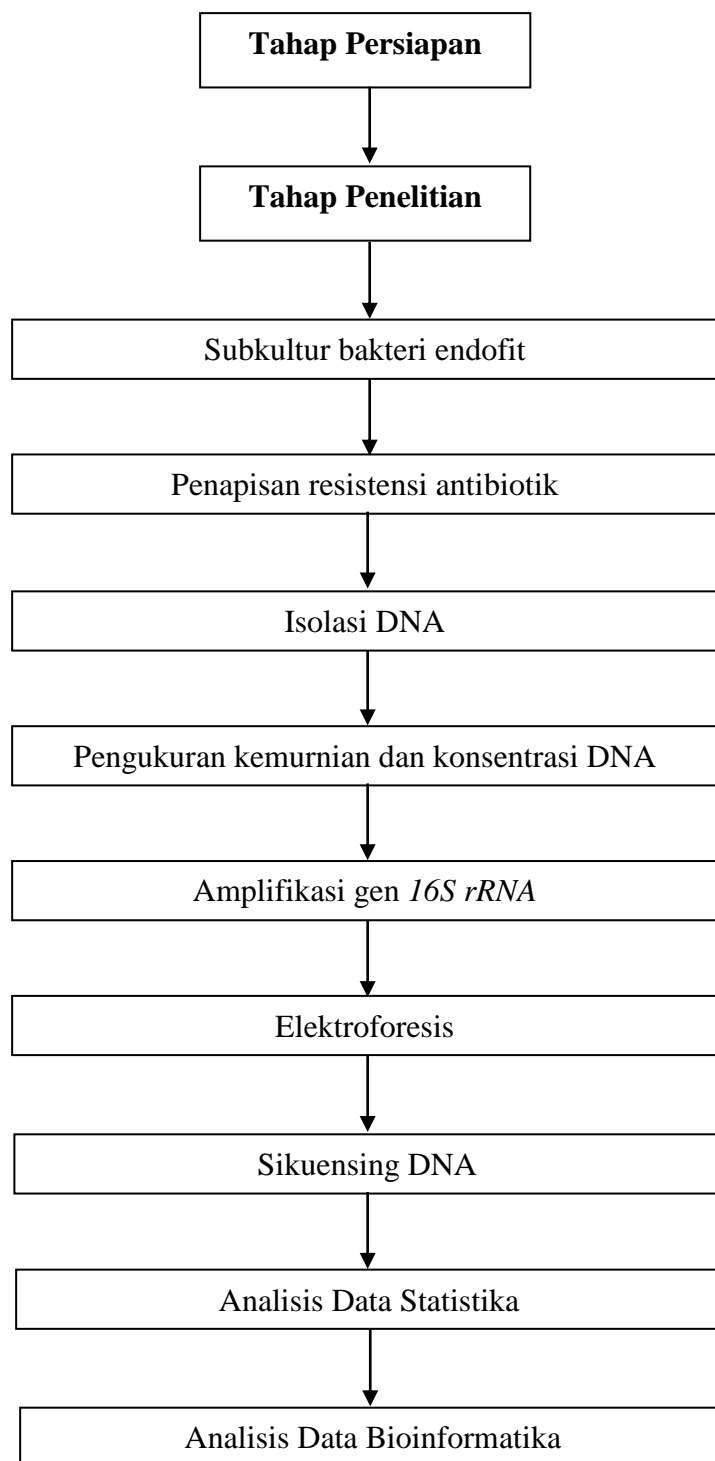 Tahap Persiapan
Tahap Penelitian
Subkultur bakteri endofit
Penapisan resistensi antibiotik
Isolasi DNA
Pengukuran kemurnian dan konsentrasi DNA
Amplifikasi gen 16S rRNA
Elektroforesis
Sikuensing DNA
Analisis Data Statistika
Analisis Data Bioinformatika